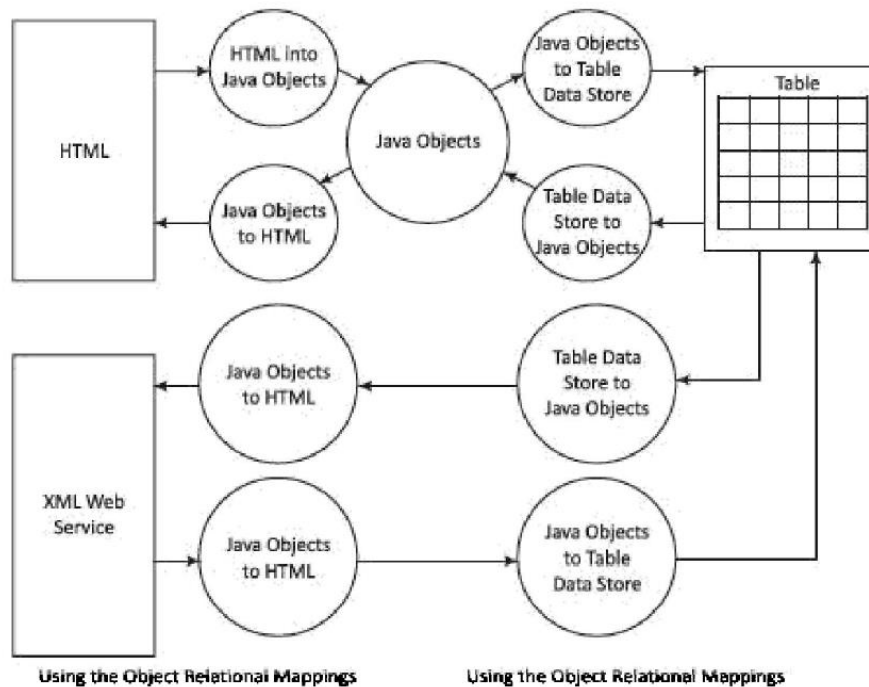 HTML into
Java Objects
Java Objects
to Table
Data Store
Table
HTML
Java Objects
Java Objects
to HTML
Table Data
Store to
Java Objects
Java Objects
to HTML
Table Data
Store to
Java Objects
XML Web
Service
Java Objects
to HTML
Java Objects
to Table
Data Store
Using the Object Relational Mappings
Using the Object Relational Mappings